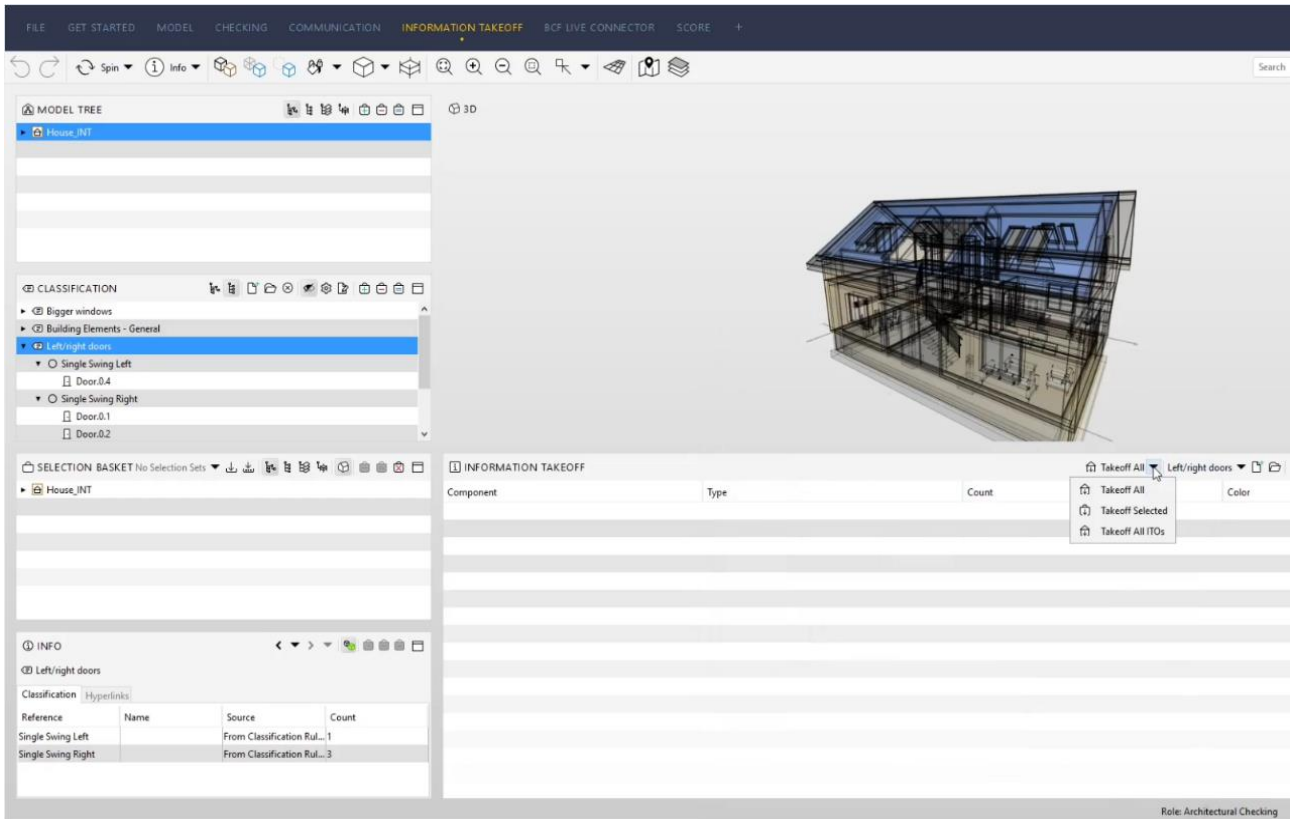 FILE GET STARTED MODEL CHECKING COMMUNICATION INFORMATION TAKEOFF BCF LIVE CONNECTOR SCORE +
Spin Info Search
MODEL TREE
House_INT
3D
CLASSIFICATION
Bigger windows
Building Elements - General
Left/right doors
Single Swing Left
Door.0.4
Single Swing Right
Door.0.1
Door.0.2
SELECTION BASKET No Selection Sets
House_INT
INFORMATION TAKEOFF Takeoff All Left/right doors
Component Type Count Color
Takeoff All
Takeoff Selected
Takeoff All ITOs
INFO
Left/right doors
Classification Hyperlinks
Reference Name Source Count
Single Swing Left From Classification Rul... 1
Single Swing Right From Classification Rul... 3
Role: Architectural Checking